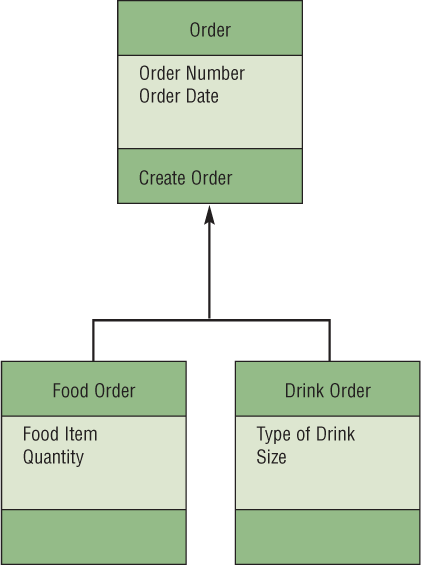 Order
Order Number
Order Date
Create Order
Food Order
Food Item
Quantity
Drink Order
Type of Drink
Size